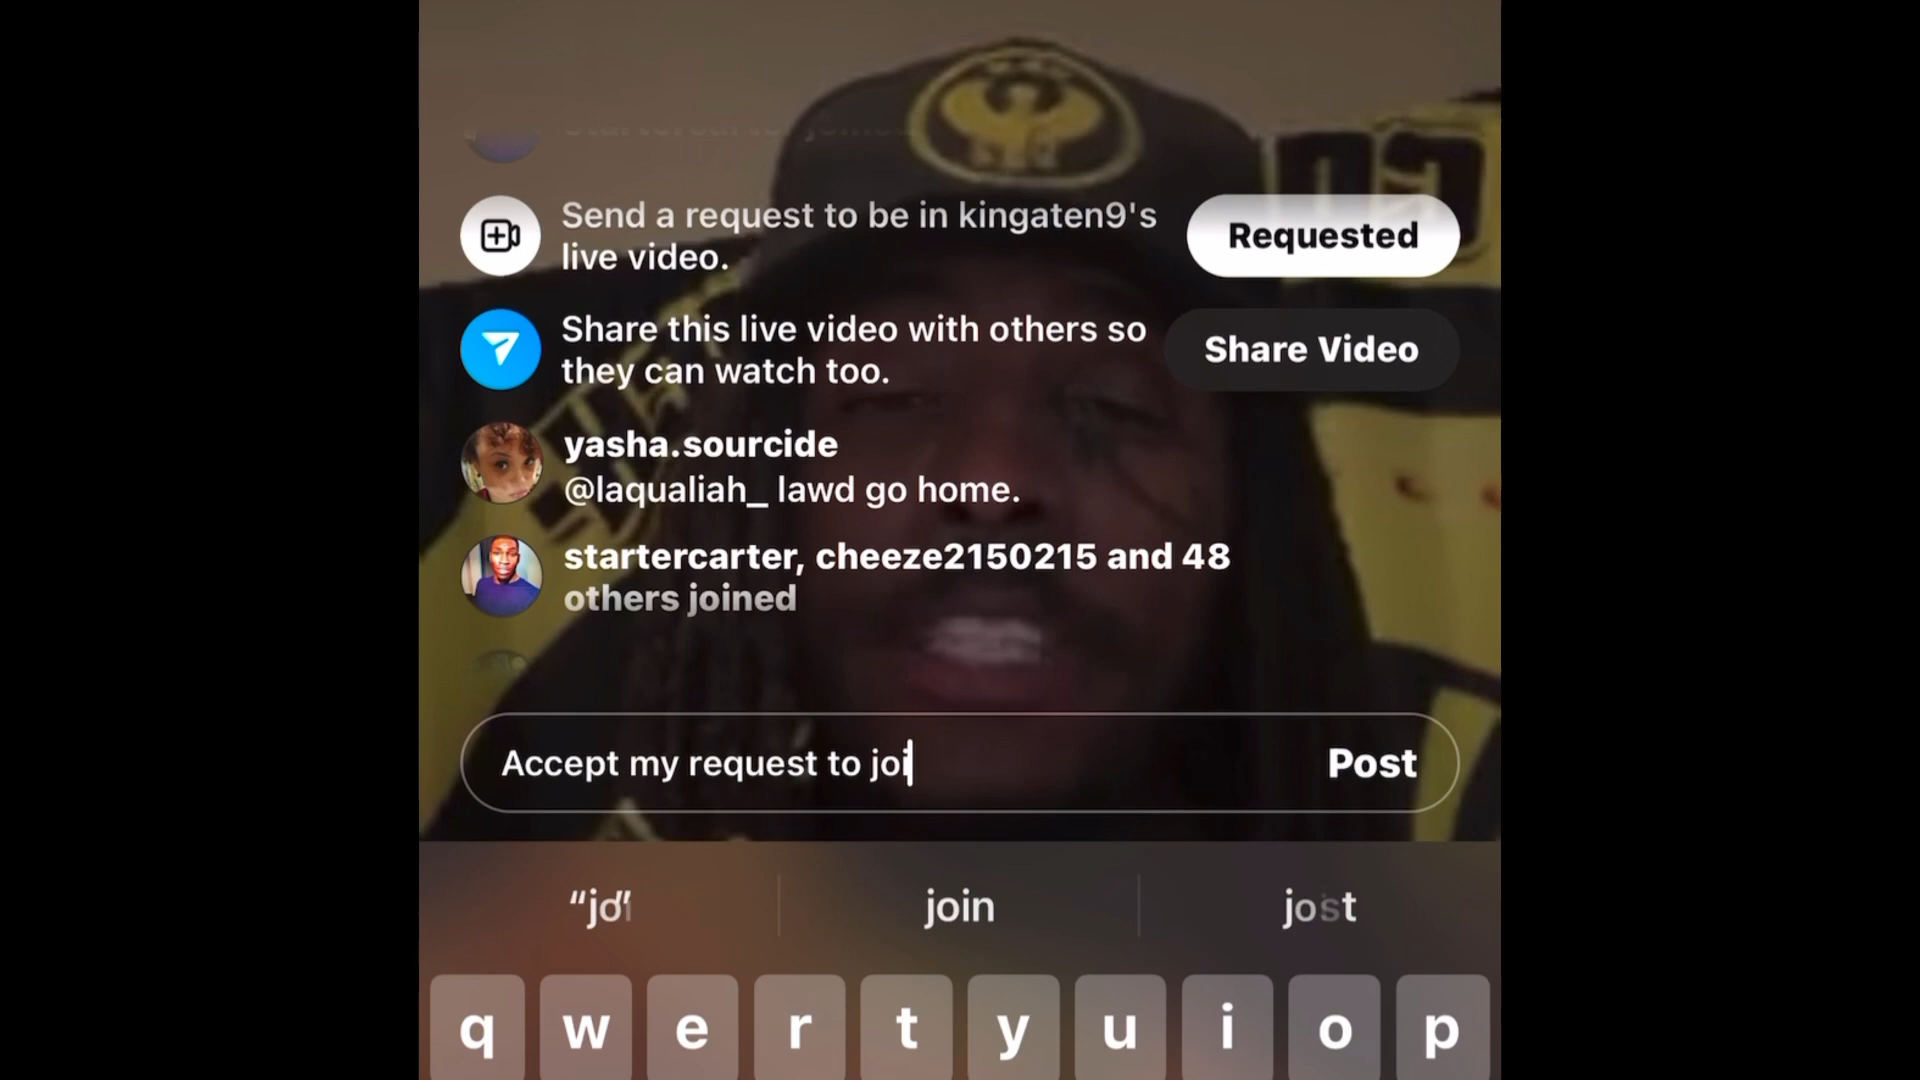 Send a request to be in kingaten9's
live video.
Requested
Share this live video with others so
they can watch too.
Share Video
yasha.sourcide
@laqualiah_ lawd go home.
startercarter, cheeze2150215 and 48
others joined
Accept my request to joi
Post
join
q w e r t y u i o p